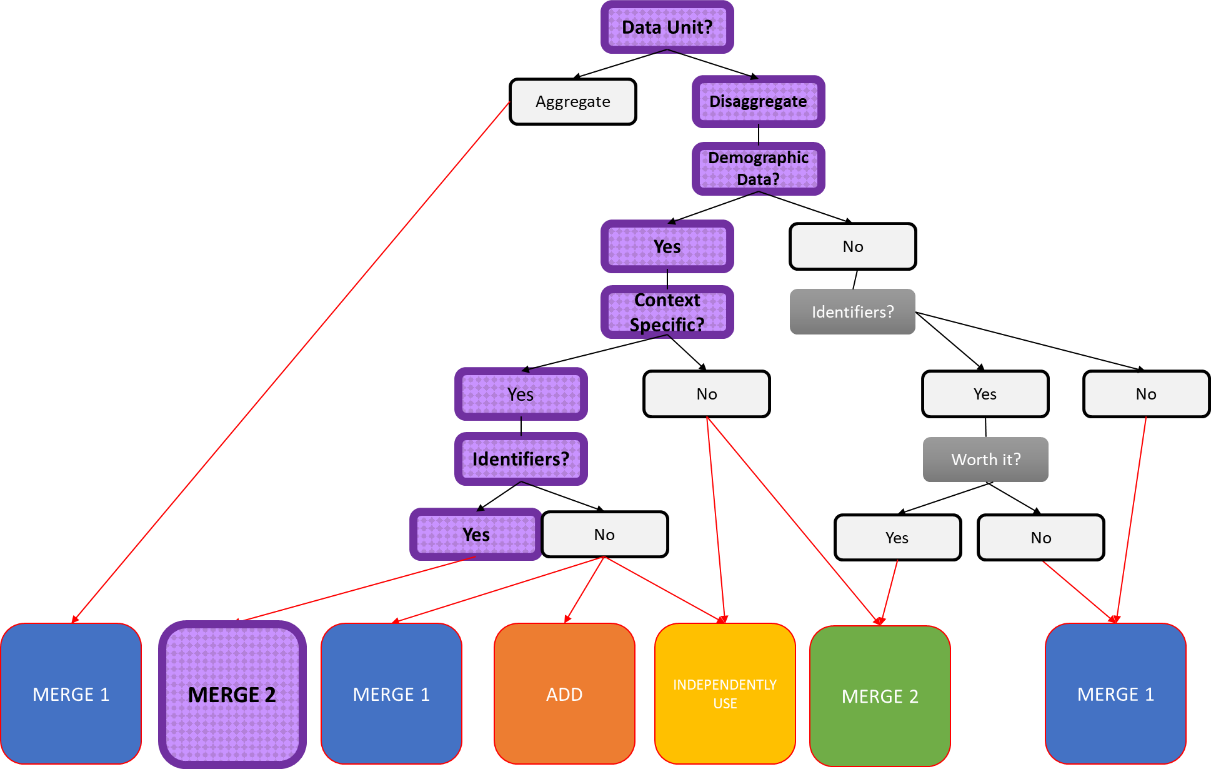 Data Unit?
Aggregate
Disaggregate
Demographic
Data?
Yes
No
Context
Specific?
Identifiers?
Yes
No
Yes
No
Identifiers?
Worth it?
Yes
No
Yes
No
MERGE 1
MERGE 2
MERGE 1
ADD
INDEPENDENTLY
USE
MERGE 2
MERGE 1